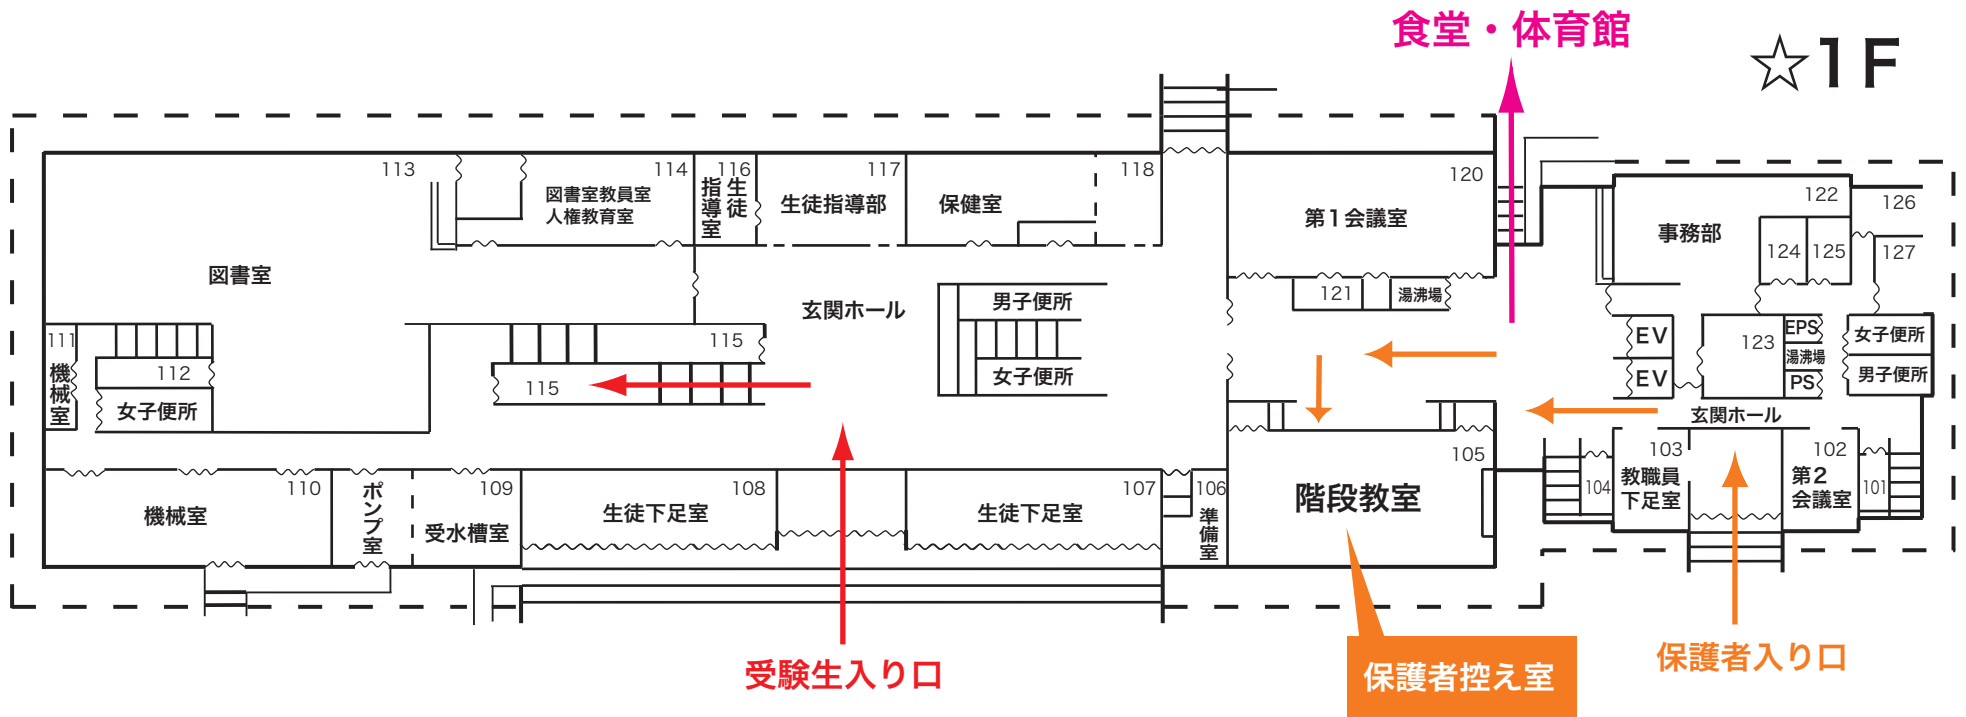 食堂・体育館
☆1F
113
114
図書室教員室
人権教育室
116
生徒
指導室
117
生徒指導部
118
保健室
120
第1会議室
122
事務部
124
125
126
127
図書室
玄関ホール
男子便所
女子便所
121
湯沸場
111
機械室
112
女子便所
115
115
EV
EV
123
EPS
湯沸場
PS
女子便所
男子便所
玄関ホール
110
機械室
ポンプ室
109
受水槽室
108
生徒下足室
107
生徒下足室
106
準備室
105
階段教室
104
103
教職員
下足室
102
第2
会議室
101
受験生入り口
保護者控え室
保護者入り口